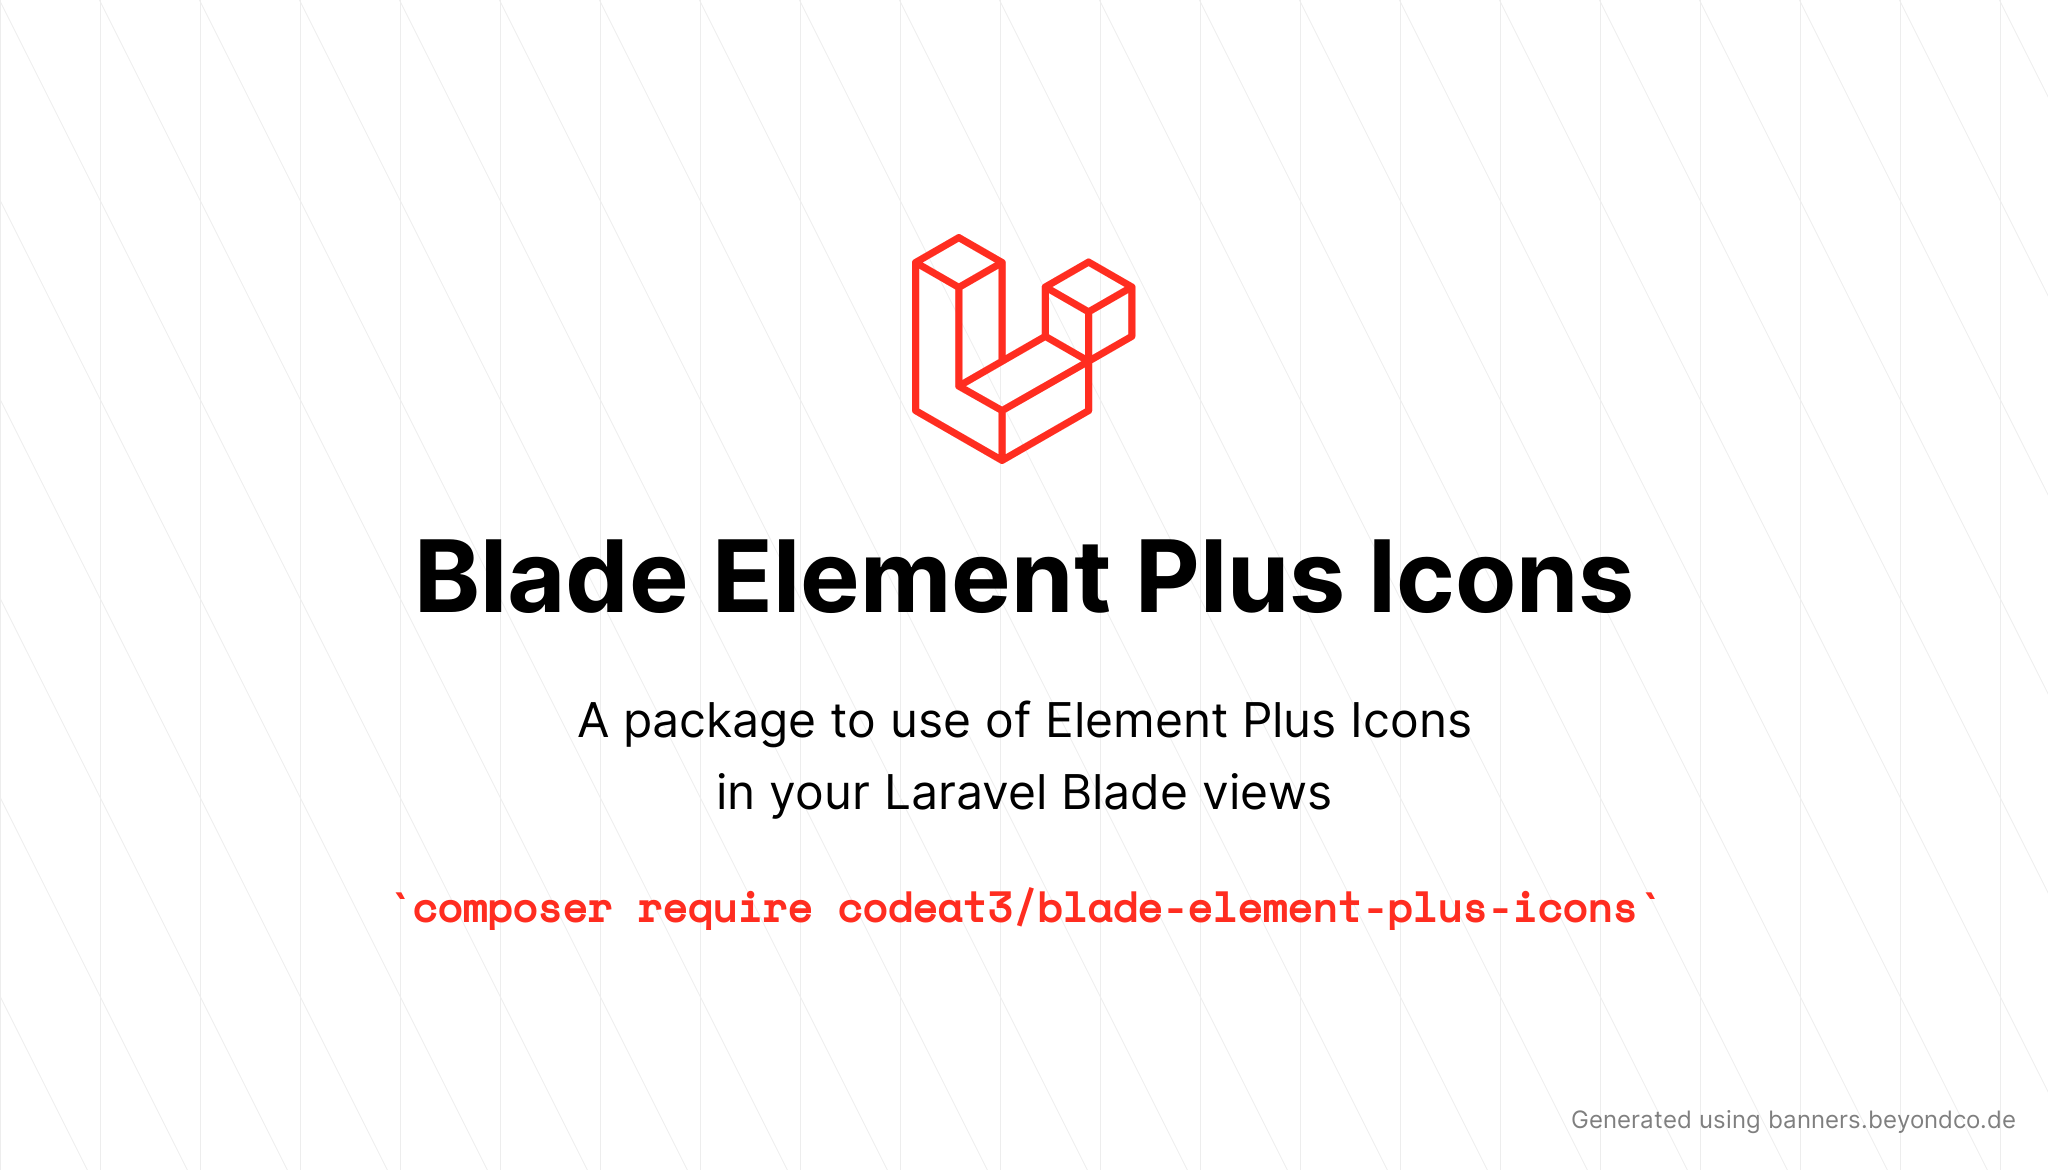 Blade Element Plus Icons
A package to use of Element Plus Icons
in your Laravel Blade views
`composer require codeat3/blade-element-plus-icons`
Generated using banners.beyondco.de